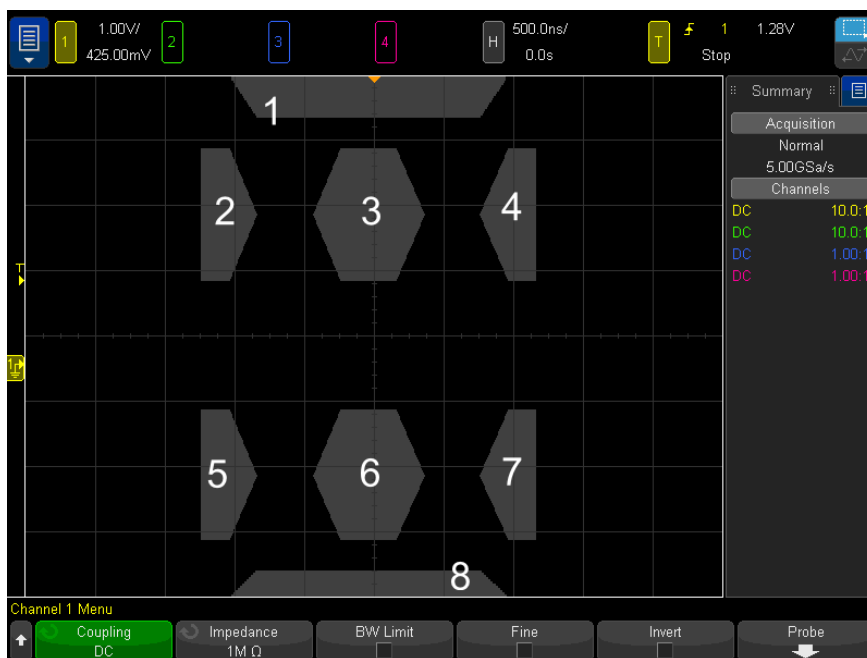 1 1.00V/ 2 3 4 H 500.0ns/ T 1 1.28V
425.00mV 0.0s Stop
Summary
Acquisition
Normal
5.00GSa/s
Channels
DC 10.0:1
DC 10.0:1
DC 1.00:1
DC 1.00:1
1
2 3 4
T
1
5 6 7
8
Channel 1 Menu
Coupling Impedance BW Limit Fine Invert Probe
DC 1M Ω